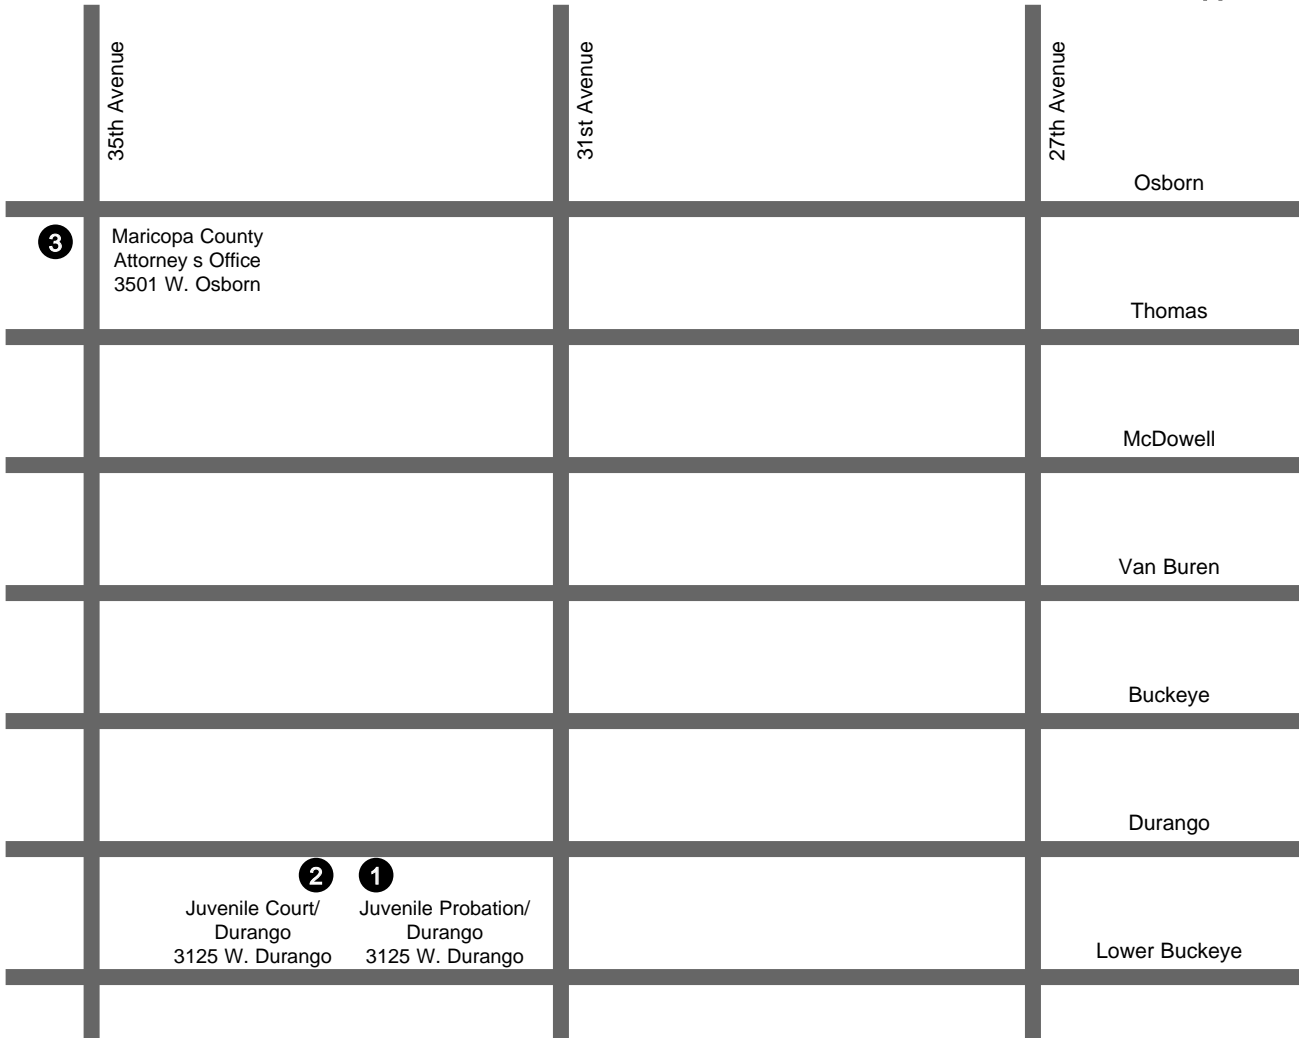 35th Avenue
31st Avenue
27th Avenue
Osborn
3
Maricopa County
Attorney s Office
3501 W. Osborn
Thomas
McDowell
Van Buren
Buckeye
Durango
2
1
Juvenile Court/
Durango
3125 W. Durango
Juvenile Probation/
Durango
3125 W. Durango
Lower Buckeye